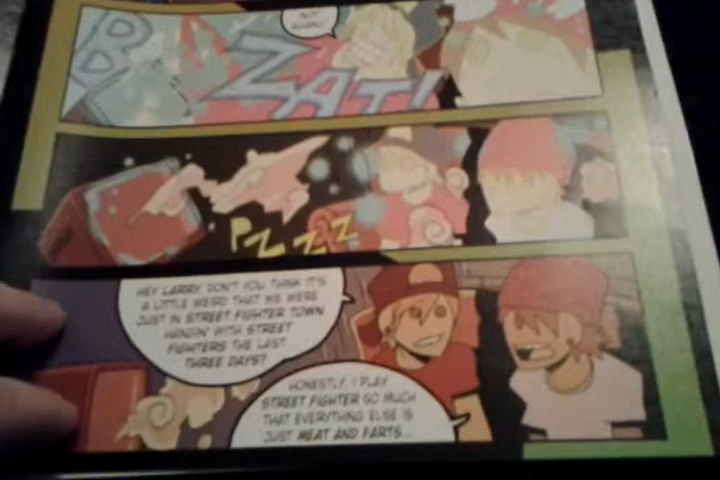 BZ
ZAT!
PZZZZ
HEY LARRY, DON'T YOU THINK IT'S
A LITTLE WEIRD THAT WE WERE
JUST IN STREET FIGHTER TOWN
HANGIN' WITH STREET
FIGHTERS THE LAST
THREE DAYS?
HONESTLY, I PLAY
STREET FIGHTER SO MUCH
THAT EVERYTHING ELSE IS
JUST MEAT AND FARTS...